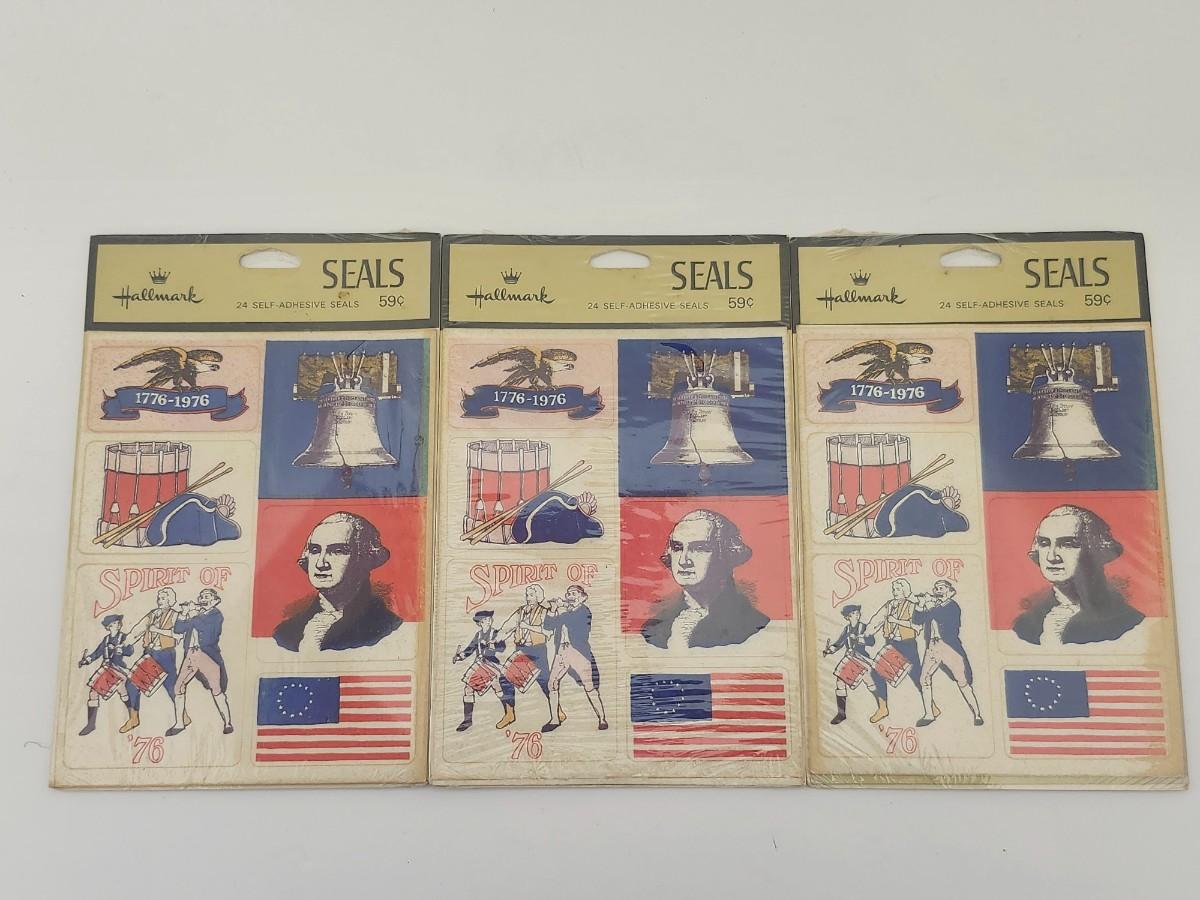 Hallmark
SEALS
24 SELF-ADHESIVE SEALS 59¢
1776-1976
SPIRIT OF
'76
Hallmark
SEALS
24 SELF-ADHESIVE SEALS 59¢
1776-1976
SPIRIT OF
'76
Hallmark
SEALS
24 SELF-ADHESIVE SEALS 59¢
1776-1976
SPIRIT OF
'76